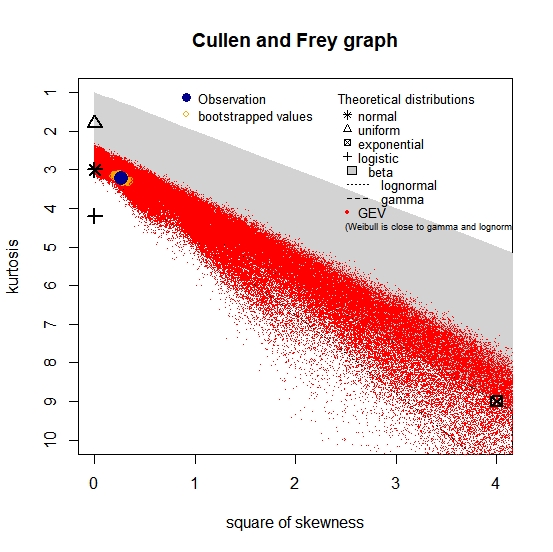 Cullen and Frey graph
Observation
bootstrapped values
Theoretical distributions
normal
uniform
exponential
logistic
beta
lognormal
gamma
GEV
(Weibull is close to gamma and lognorm
kurtosis
1
2
3
4
5
6
7
8
9
10
0
1
2
3
4
square of skewness